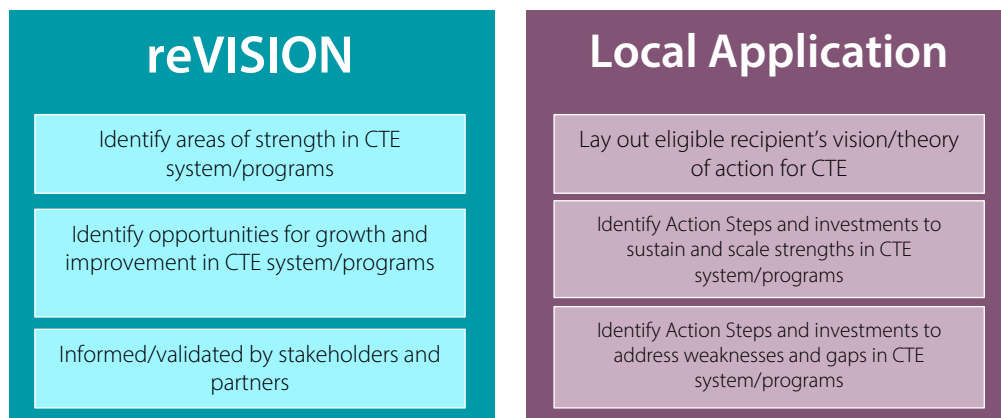 reVISION
Identify areas of strength in CTE
system/programs
Identify opportunities for growth and
improvement in CTE system/programs
Informed/validated by stakeholders and
partners
Local Application
Lay out eligible recipient's vision/theory
of action for CTE
Identify Action Steps and investments to
sustain and scale strengths in CTE
system/programs
Identify Action Steps and investments to
address weaknesses and gaps in CTE
system/programs